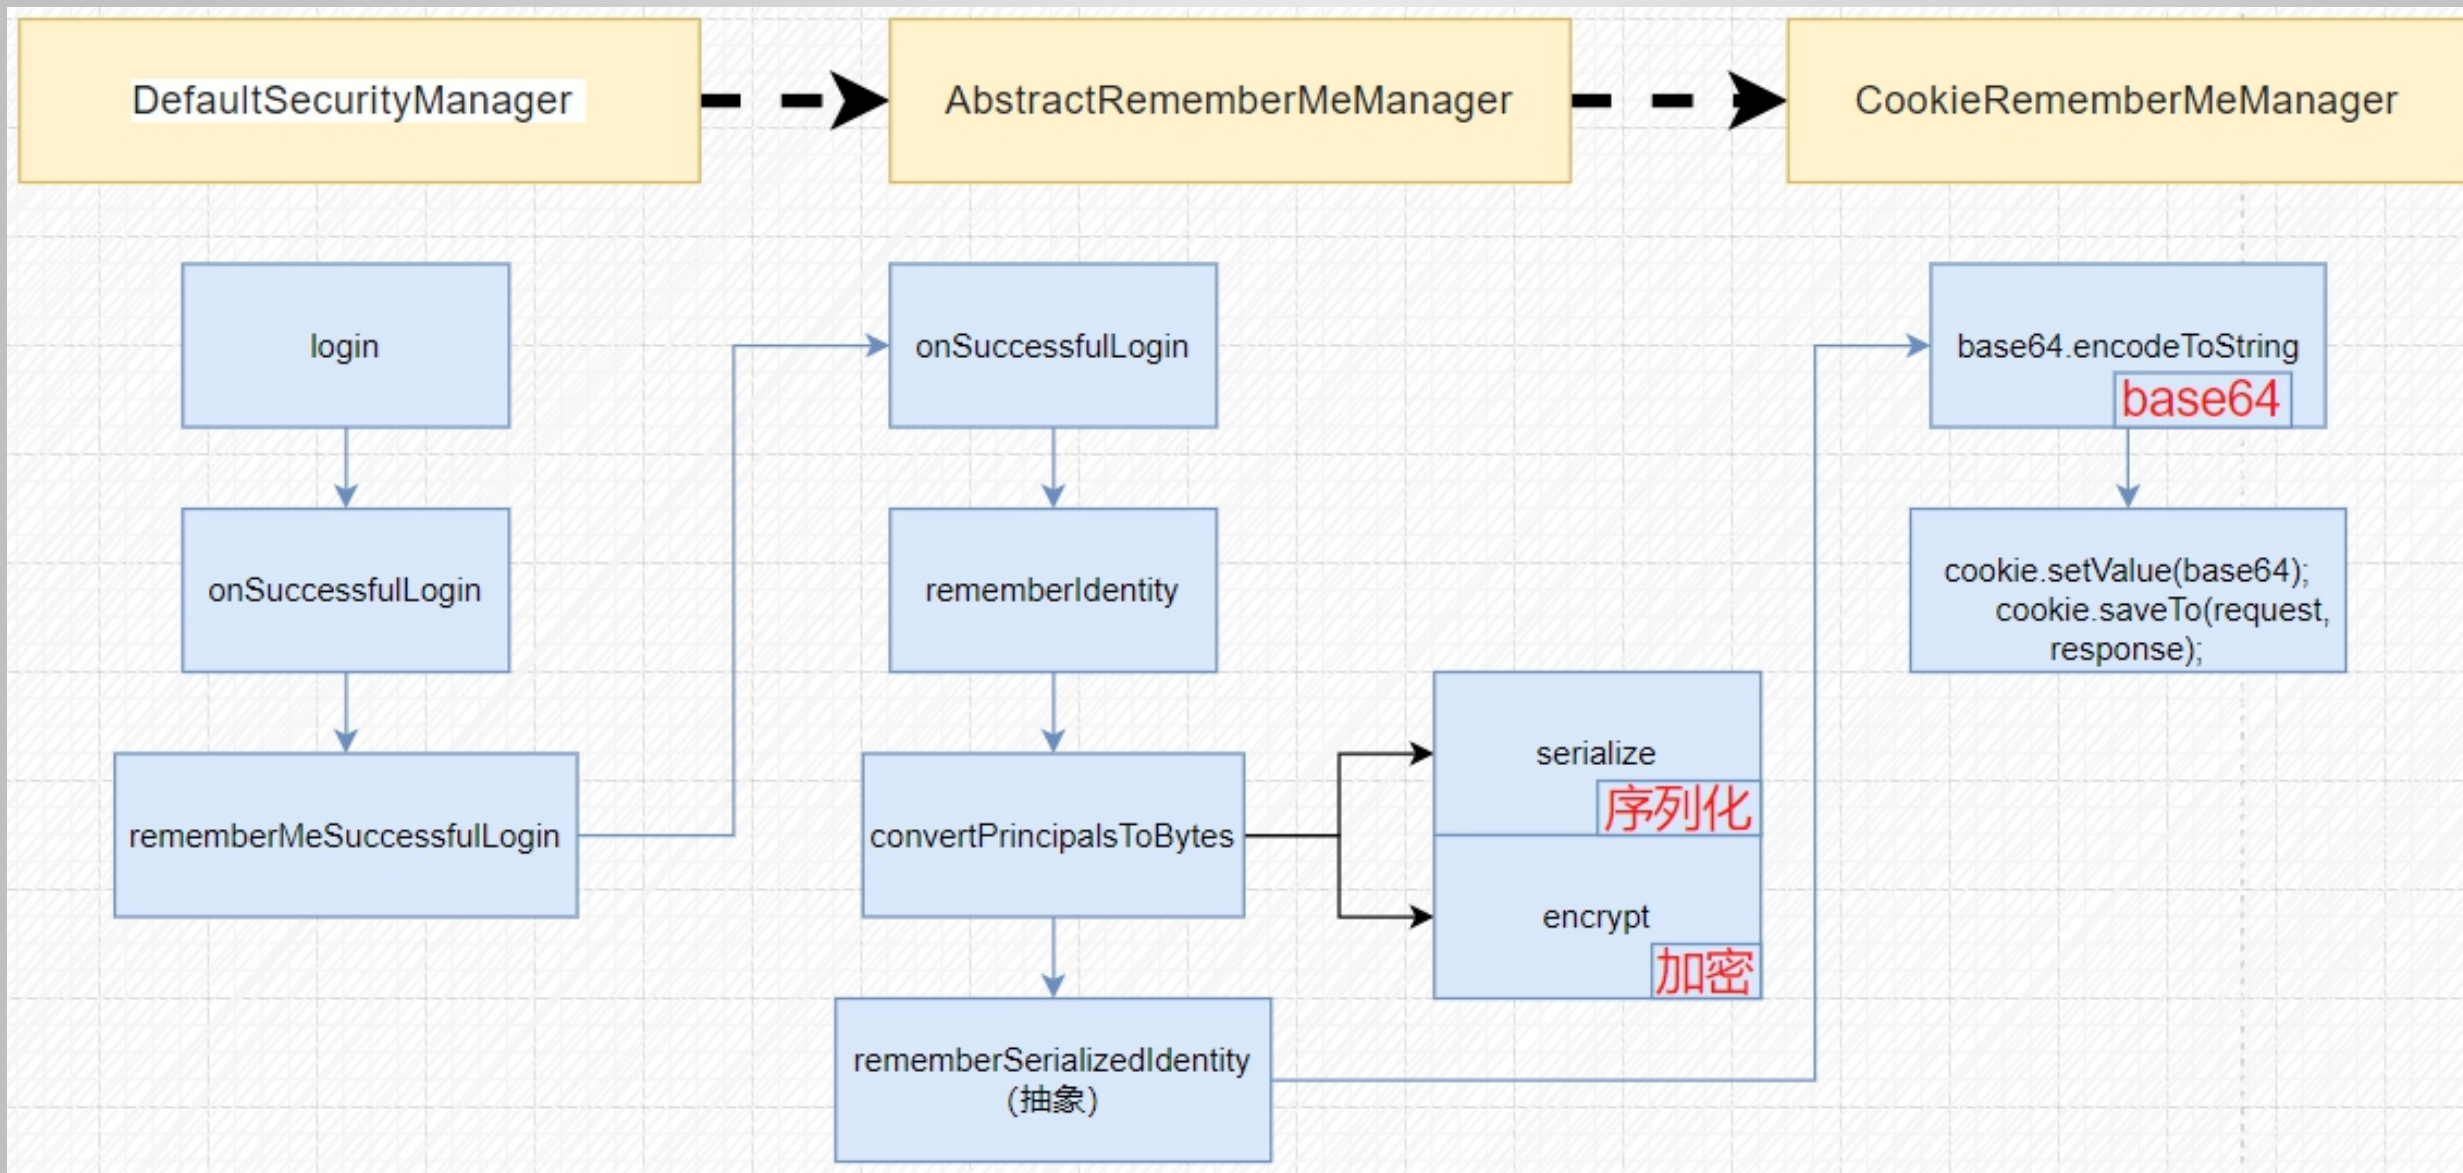 DefaultSecurityManager
AbstractRememberMeManager
CookieRememberMeManager
login
onSuccessfulLogin
rememberMeSuccessfulLogin
onSuccessfulLogin
rememberIdentity
convertPrincipalsToBytes
serialize
序列化
encrypt
加密
rememberSerializedIdentity
(抽象)
base64.encodeToString
base64
cookie.setValue(base64);
cookie.saveTo(request,
response);